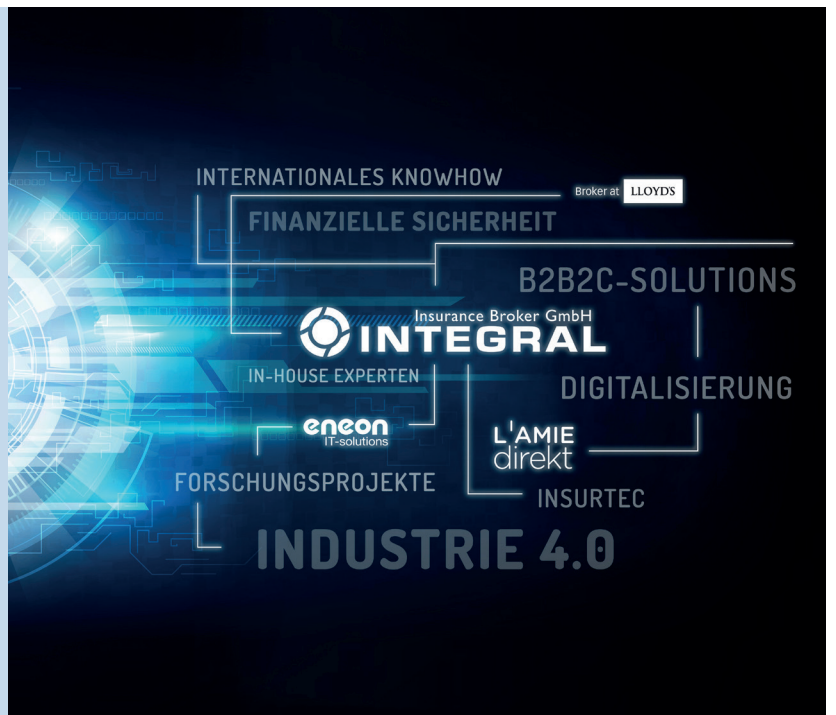 INTERNATIONALES KNOWHOW
Broker at LLOYD'S
FINANZIELLE SICHERHEIT
B2B2C-SOLUTIONS
Insurance Broker GmbH
INTEGRAL
IN-HOUSE EXPERTEN
DIGITALISIERUNG
eneon
IT-solutions
L'AMIE
direkt
FORSCHUNGSPROJEKTE
INSURTEC
INDUSTRIE 4.0